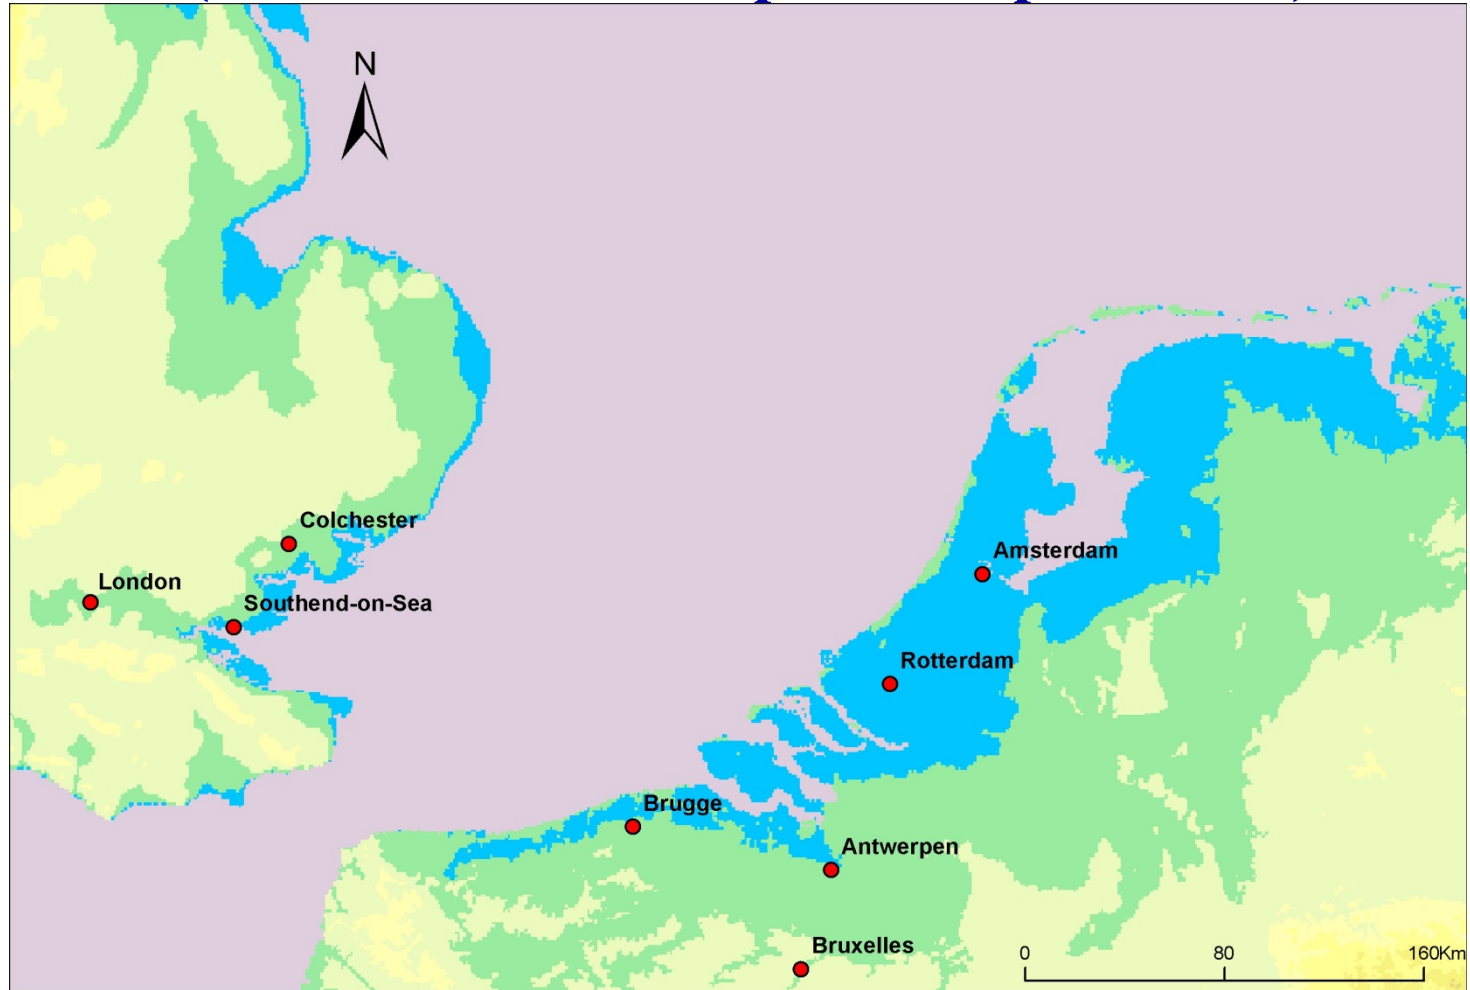 N
Colchester
London
Southend-on-Sea
Amsterdam
Rotterdam
Brugge
Antwerpen
Bruxelles
0 80 160Km